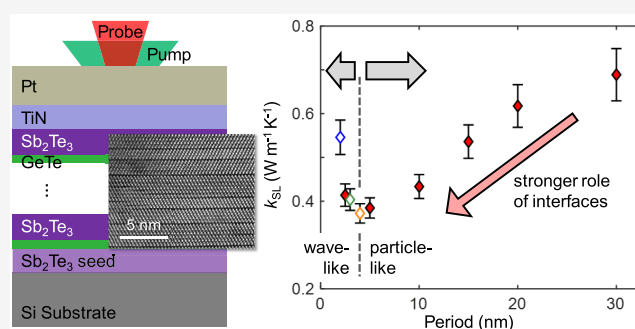 Probe
Pump
Pt
TiN
Sb₂Te₃
GeTe
⋮
5 nm
Sb₂Te₃
Sb₂Te₃ seed
Si Substrate
k_SL (W m⁻¹ K⁻¹)
0.8
0.6
0.4
0.2
stronger role
of interfaces
wave-
like
particle-
like
0
10
20
30
Period (nm)